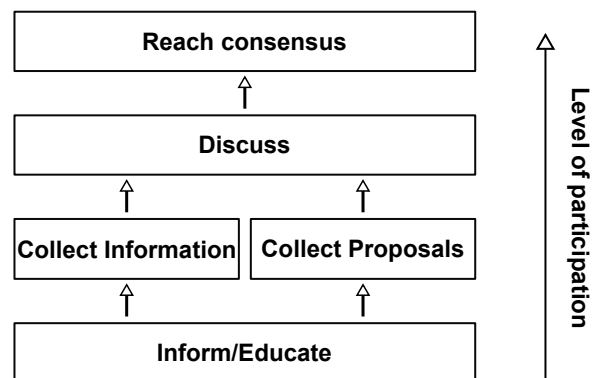 Reach consensus
Discuss
Collect Information
Collect Proposals
Inform/Educate
Level of participation